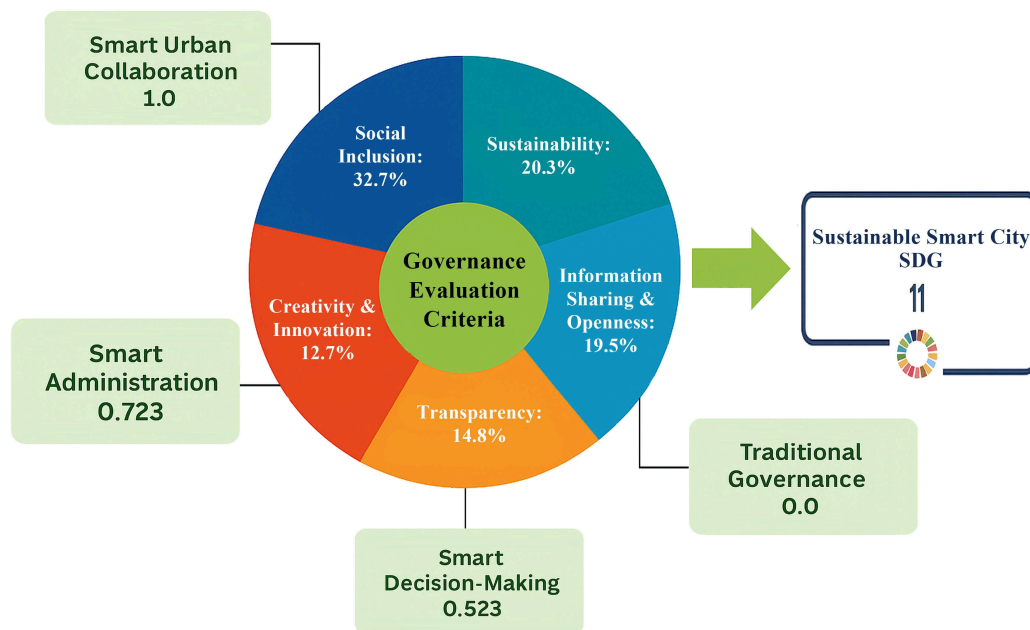 Smart Urban
Collaboration
1.0
Social
Inclusion:
32.7%
Sustainability:
20.3%
Governance
Evaluation
Criteria
Information
Sharing &
Openness:
19.5%
Creativity &
Innovation:
12.7%
Transparency:
14.8%
Sustainable Smart City
SDG
11
Smart
Administration
0.723
Traditional
Governance
0.0
Smart
Decision-Making
0.523